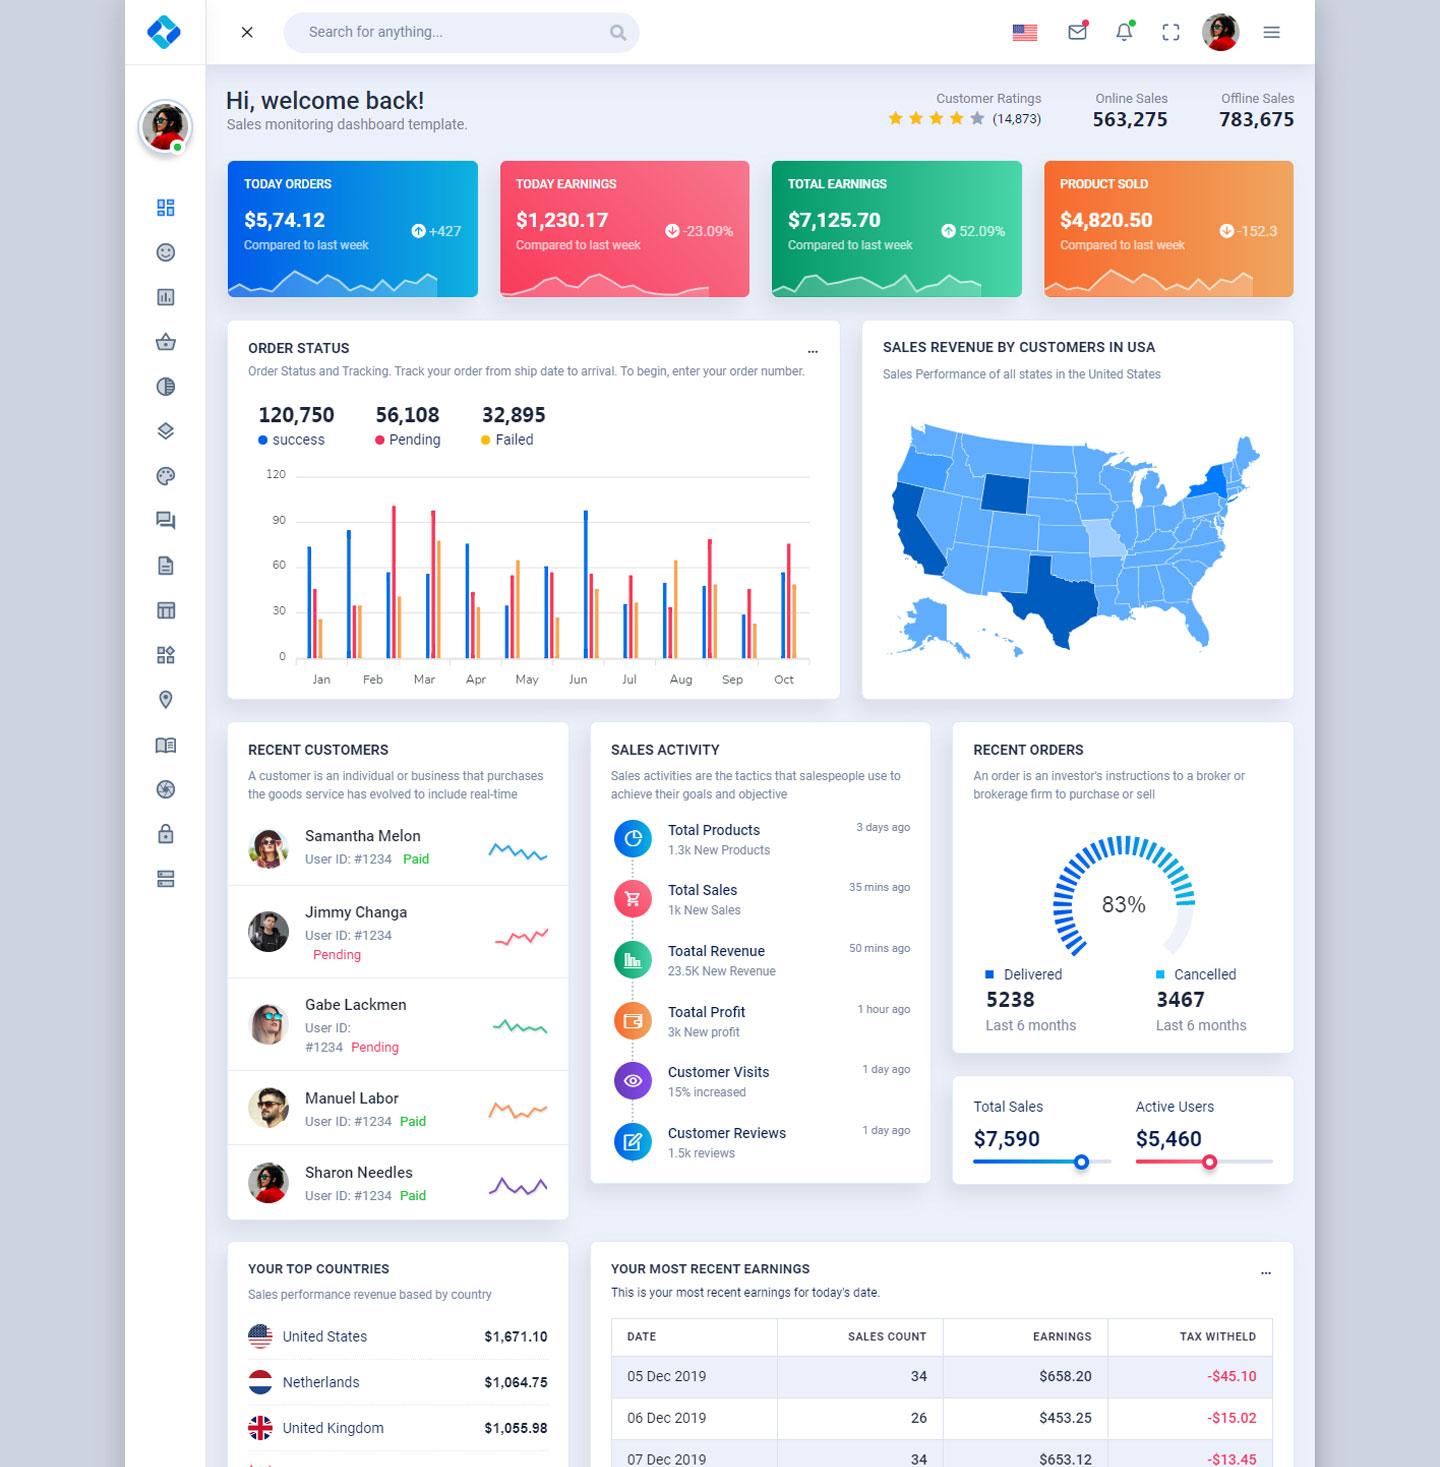 Search for anything...
Hi, welcome back!
Sales monitoring dashboard template.
Customer Ratings
(14,873)
Online Sales
563,275
Offline Sales
783,675
TODAY ORDERS
$5,74.12
Compared to last week
+427
TODAY EARNINGS
$1,230.17
Compared to last week
-23.09%
TOTAL EARNINGS
$7,125.70
Compared to last week
52.09%
PRODUCT SOLD
$4,820.50
Compared to last week
-152.3
ORDER STATUS
...
Order Status and Tracking. Track your order from ship date to arrival. To begin, enter your order number.
120,750
success
56,108
Pending
32,895
Failed
120
90
60
30
0
Jan Feb Mar Apr May Jun Jul Aug Sep Oct
SALES REVENUE BY CUSTOMERS IN USA
Sales Performance of all states in the United States
RECENT CUSTOMERS
A customer is an individual or business that purchases
the goods service has evolved to include real-time
Samantha Melon
User ID: #1234 Paid
Jimmy Changa
User ID: #1234
Pending
Gabe Lackmen
User ID:
#1234 Pending
Manuel Labor
User ID: #1234 Paid
Sharon Needles
User ID: #1234 Paid
SALES ACTIVITY
Sales activities are the tactics that salespeople use to
achieve their goals and objective
Total Products
3 days ago
1.3k New Products
Total Sales
35 mins ago
1k New Sales
Toatal Revenue
50 mins ago
23.5K New Revenue
Toatal Profit
1 hour ago
3k New profit
Customer Visits
1 day ago
15% increased
Customer Reviews
1 day ago
1.5k reviews
RECENT ORDERS
An order is an investor's instructions to a broker or
brokerage firm to purchase or sell
83%
Delivered
5238
Last 6 months
Cancelled
3467
Last 6 months
Total Sales
$7,590
Active Users
$5,460
YOUR TOP COUNTRIES
Sales performance revenue based by country
United States $1,671.10
Netherlands $1,064.75
United Kingdom $1,055.98
YOUR MOST RECENT EARNINGS
...
This is your most recent earnings for today's date.
DATE SALES COUNT EARNINGS TAX WITHELD
05 Dec 2019 34 $658.20 -$45.10
06 Dec 2019 26 $453.25 -$15.02
07 Dec 2019 34 $653.12 -$13.45